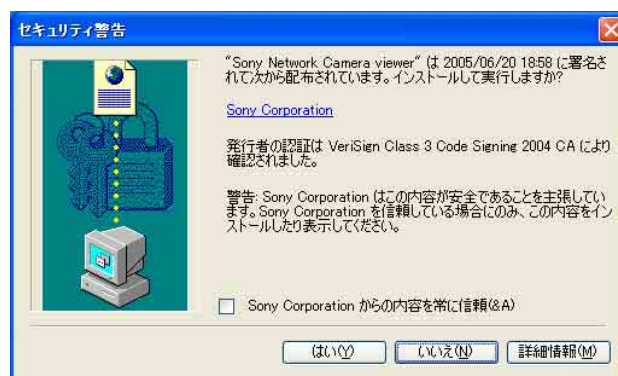 セキュリティ警告
"Sony Network Camera viewer" は 2005/06/20 18:58 に署名さ
れて次から配布されています。インストールして実行しますか?
Sony Corporation
発行者の認証は VeriSign Class 3 Code Signing 2004 CA により
確認されました。
警告: Sony Corporation はこの内容が安全であることを主張してい
ます。Sony Corporation を信頼している場合にのみ、この内容をイン
ストールしたり表示してください。
Sony Corporation からの内容を常に信頼(&A)
はい(Y) いいえ(N) 詳細情報(M)